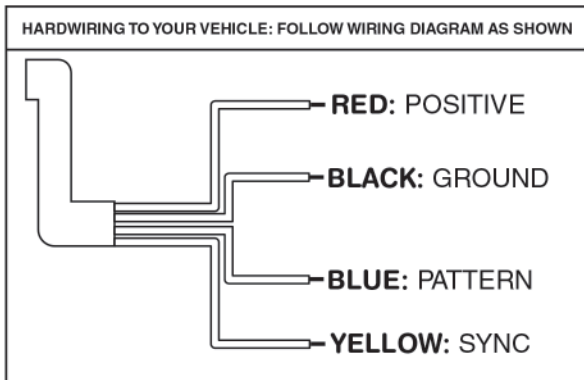 HARDWIRING TO YOUR VEHICLE: FOLLOW WIRING DIAGRAM AS SHOWN
RED: POSITIVE
BLACK: GROUND
BLUE: PATTERN
YELLOW: SYNC